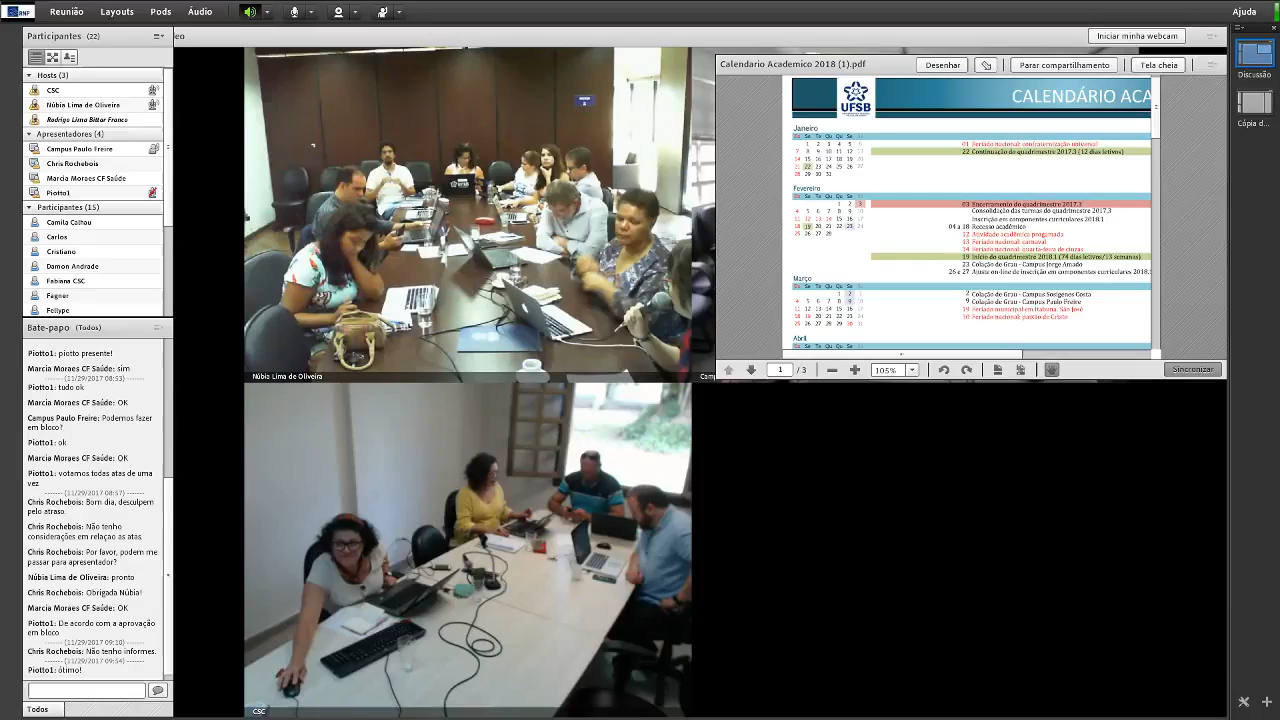 RNP
Reunião
Layouts
Pods
Áudio
Ajuda
Participantes (22)
eo
Iniciar minha webcam
Hosts (3)
CSC
Núbia Lima de Oliveira
Rodrigo Lima Bittar Franco
Apresentadores (4)
Campus Paulo Freire
Chris Rochebois
Marcia MoraesCF Saúde
Piotto1
Participantes (15)
Camila Calhau
Carlos
Cristiano
Damon Andrade
Fabiana CSC
Fagner
Fellype
Bate-papo (Todos)
Piotto1: piotto presente!
Marcia Moraes CF Saúde: sim
------ (11/29/2017 08:53) ------
Piotto1: tudo ok
Marcia Moraes CF Saúde: OK
Campus Paulo Freire: Podemos fazer
em bloco?
Piotto1: ok
Marcia Moraes CF Saúde: OK
Piotto1: votamos todas atas de uma
vez
------ (11/29/2017 08:57) ------
Chris Rochebois: Bom dia, desculpem
pelo atraso.
Chris Rochebois: Não tenho
considerações em relaçao as atas.
Chris Rochebois: Por favor, podem me
passar para apresentador?
Núbia Lima de Oliveira: pronto
Chris Rochebois: Obrigada Núbia!
Marcia Moraes CF Saúde: OK
Piotto1: De acordo com a aprovação
em bloco
------ (11/29/2017 09:10) ------
Chris Rochebois: Não tenho informes.
------ (11/29/2017 09:54) ------
Piotto1: ótimo!
Todos
Núbia Lima de Oliveira
Cam
CSC
Calendario Academico 2018 (1).pdf
Desenhar
Parar compartilhamento
Tela cheia
UFSB
CALENDÁRIO ACA
Janeiro
01 Feriado nacional: confraternização universal
22 Continuação do quadrimestre 2017.3 (12 dias letivos)
Fevereiro
03 Encerramento do quadrimestre 2017.3
Consolidação das turmas do quadrimestre 2017.3
Inscrição em componentes curriculares 2018.1
04 a 18 Recesso acadêmico
12 Atividade acadêmica progamada
13 Feriado nacional: carnaval
14 Feriado nacional: quarta-feira de cinzas
19 Início do quadrimestre 2018.1 (74 dias letivos/13 semanas)
23 Colação de Grau - Campus Jorge Amado
26 e 27 Ajuste on-line de inscrição em componentes curriculares 2018.
Março
2 Colação de Grau - Campus Sosígenes Costa
9 Colação de Grau - Campus Paulo Freire
19 Feriado municipal em Itabuna: São José
30 Feriado nacional: paixão de Cristo
Abril
1
/ 3
105%
Sincronizar
Discussão
Cópia d...